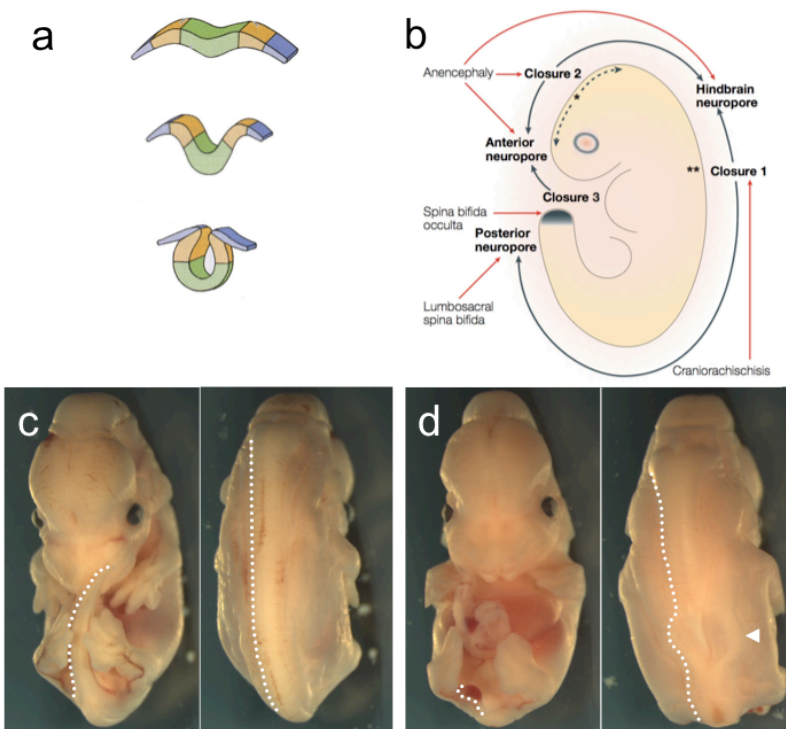 a
b
Anencephaly
Closure 2
Hindbrain
neuropore
*
Anterior
neuropore
**
Closure 1
Closure 3
Spina bifida
occulta
Posterior
neuropore
Lumbosacral
spina bifida
Craniorachischisis
c
d